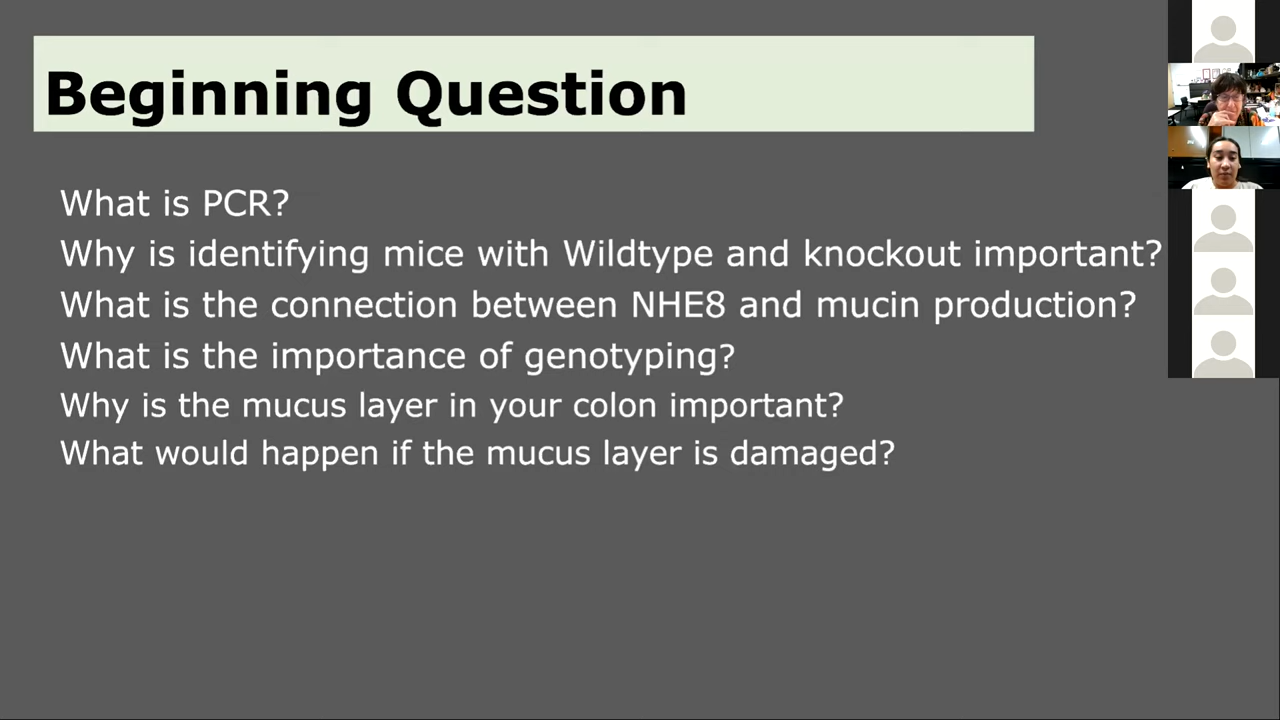 Beginning Question
What is PCR?
Why is identifying mice with Wildtype and knockout important?
What is the connection between NHE8 and mucin production?
What is the importance of genotyping?
Why is the mucus layer in your colon important?
What would happen if the mucus layer is damaged?